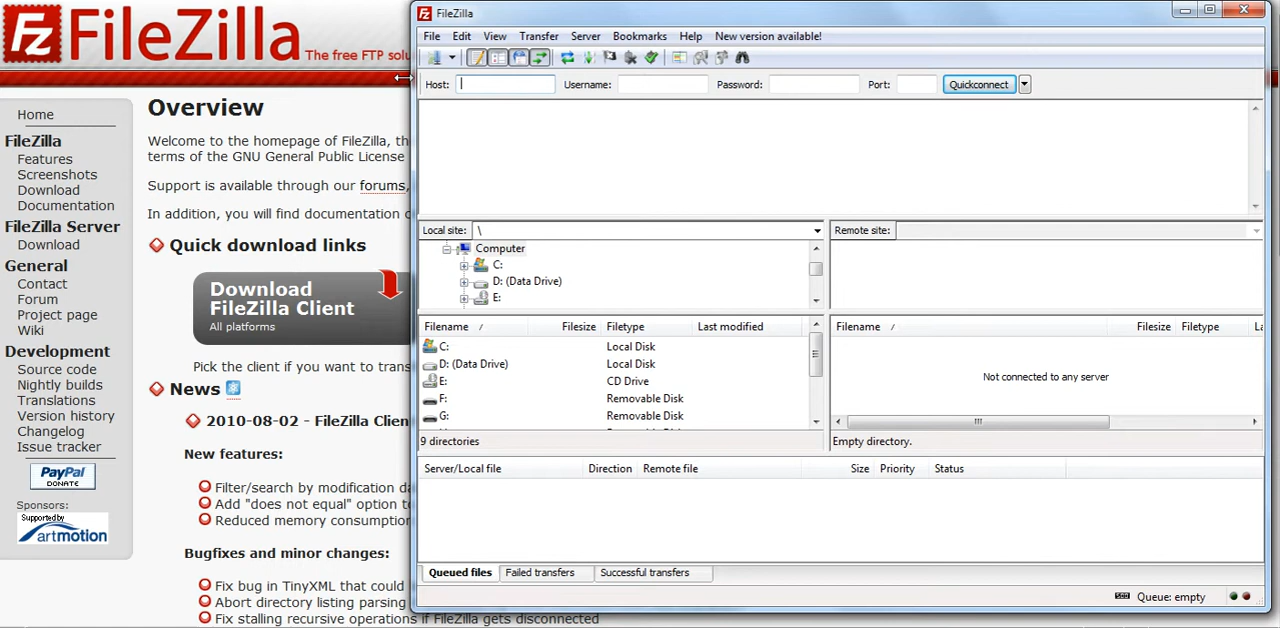 FileZilla The free FTP solu
Home
FileZilla
Features
Screenshots
Download
Documentation
FileZilla Server
Download
General
Contact
Forum
Project page
Wiki
Development
Source code
Nightly builds
Translations
Version history
Changelog
Issue tracker
PayPal
DONATE
Sponsors:
Supported by
artmotion
Overview
Welcome to the homepage of FileZilla, th
terms of the GNU General Public License
Support is available through our forums,
In addition, you will find documentation o
Quick download links
Download
FileZilla Client
All platforms
Pick the client if you want to trans
News
2010-08-02 - FileZilla Clien
New features:
Filter/search by modification da
Add "does not equal" option to
Reduced memory consumption
Bugfixes and minor changes:
Fix bug in TinyXML that could
Abort directory listing parsing
Fix stalling recursive operations if FileZilla gets disconnected
FileZilla
File Edit View Transfer Server Bookmarks Help New version available!
Host: Username: Password: Port: Quickconnect
Local site: \
Computer
C:
D: (Data Drive)
E:
Remote site:
Filename / Filesize Filetype Last modified
C: Local Disk
D: (Data Drive) Local Disk
E: CD Drive
F: Removable Disk
G: Removable Disk
9 directories
Filename / Filesize Filetype
Not connected to any server
Empty directory.
Server/Local file Direction Remote file Size Priority Status
Queued files Failed transfers Successful transfers
Queue: empty